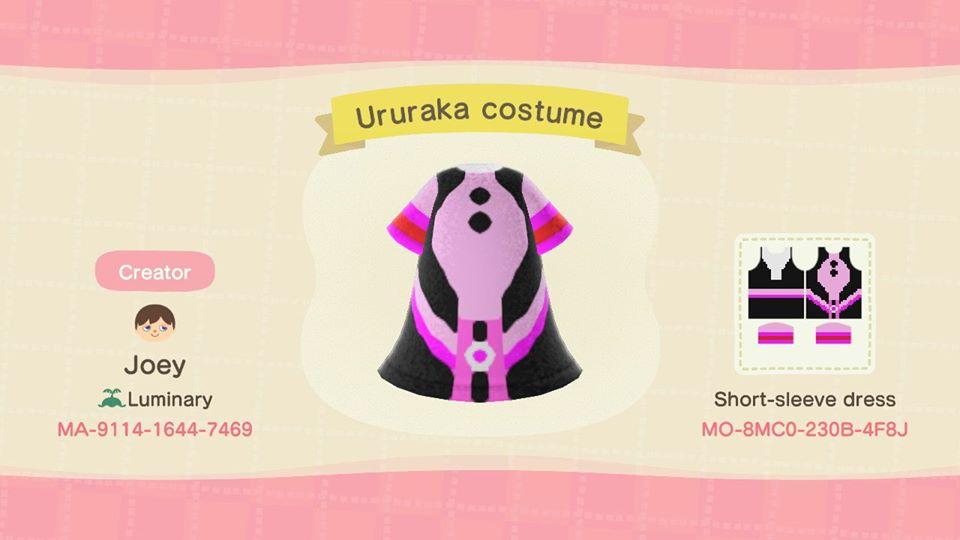 Ururaka costume
Creator
Joey
Luminary
MA-9114-1644-7469
Short-sleeve dress
MO-8MC0-230B-4F8J